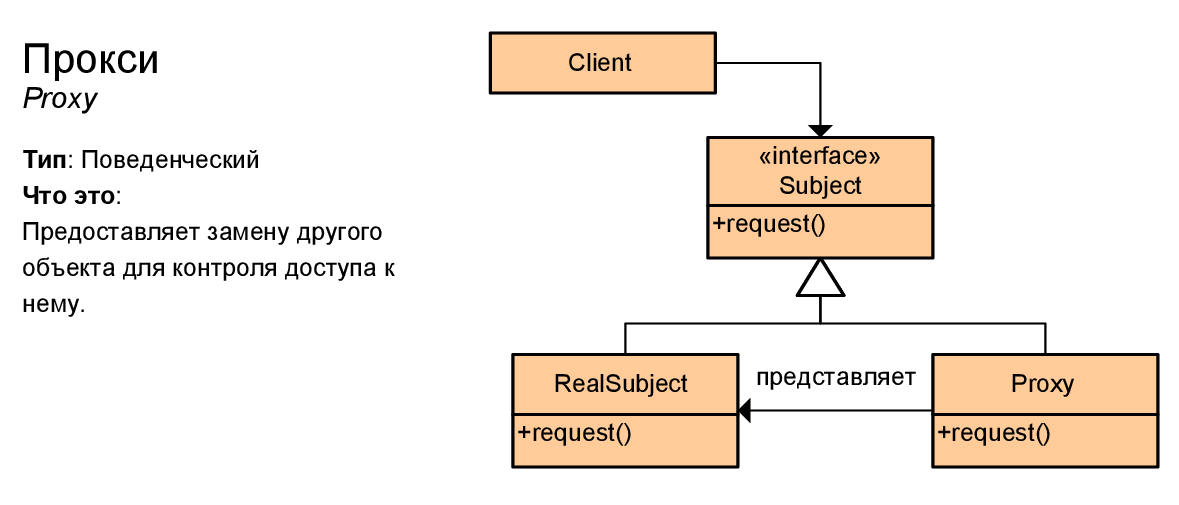 Прокси
Proxy
Тип: Поведенческий
Что это:
Предоставляет замену другого
объекта для контроля доступа к
нему.
Client
«interface»
Subject
+request()
RealSubject
+request()
представляет
Proxy
+request()